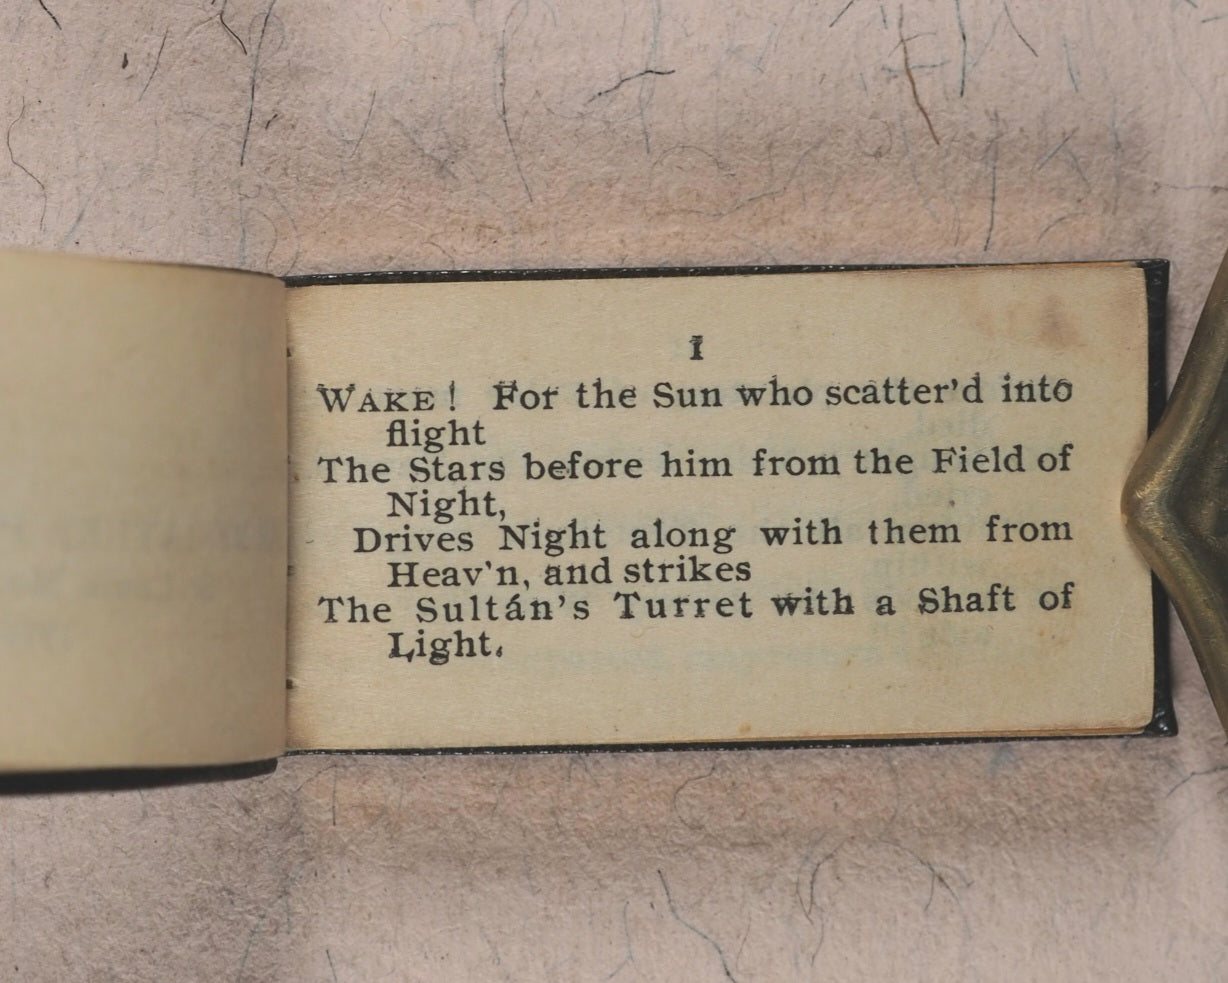 I
WAKE! For the Sun who scatter'd into
flight
The Stars before him from the Field of
Night,
Drives Night along with them from
Heav'n, and strikes
The Sultán's Turret with a Shaft of
Light.